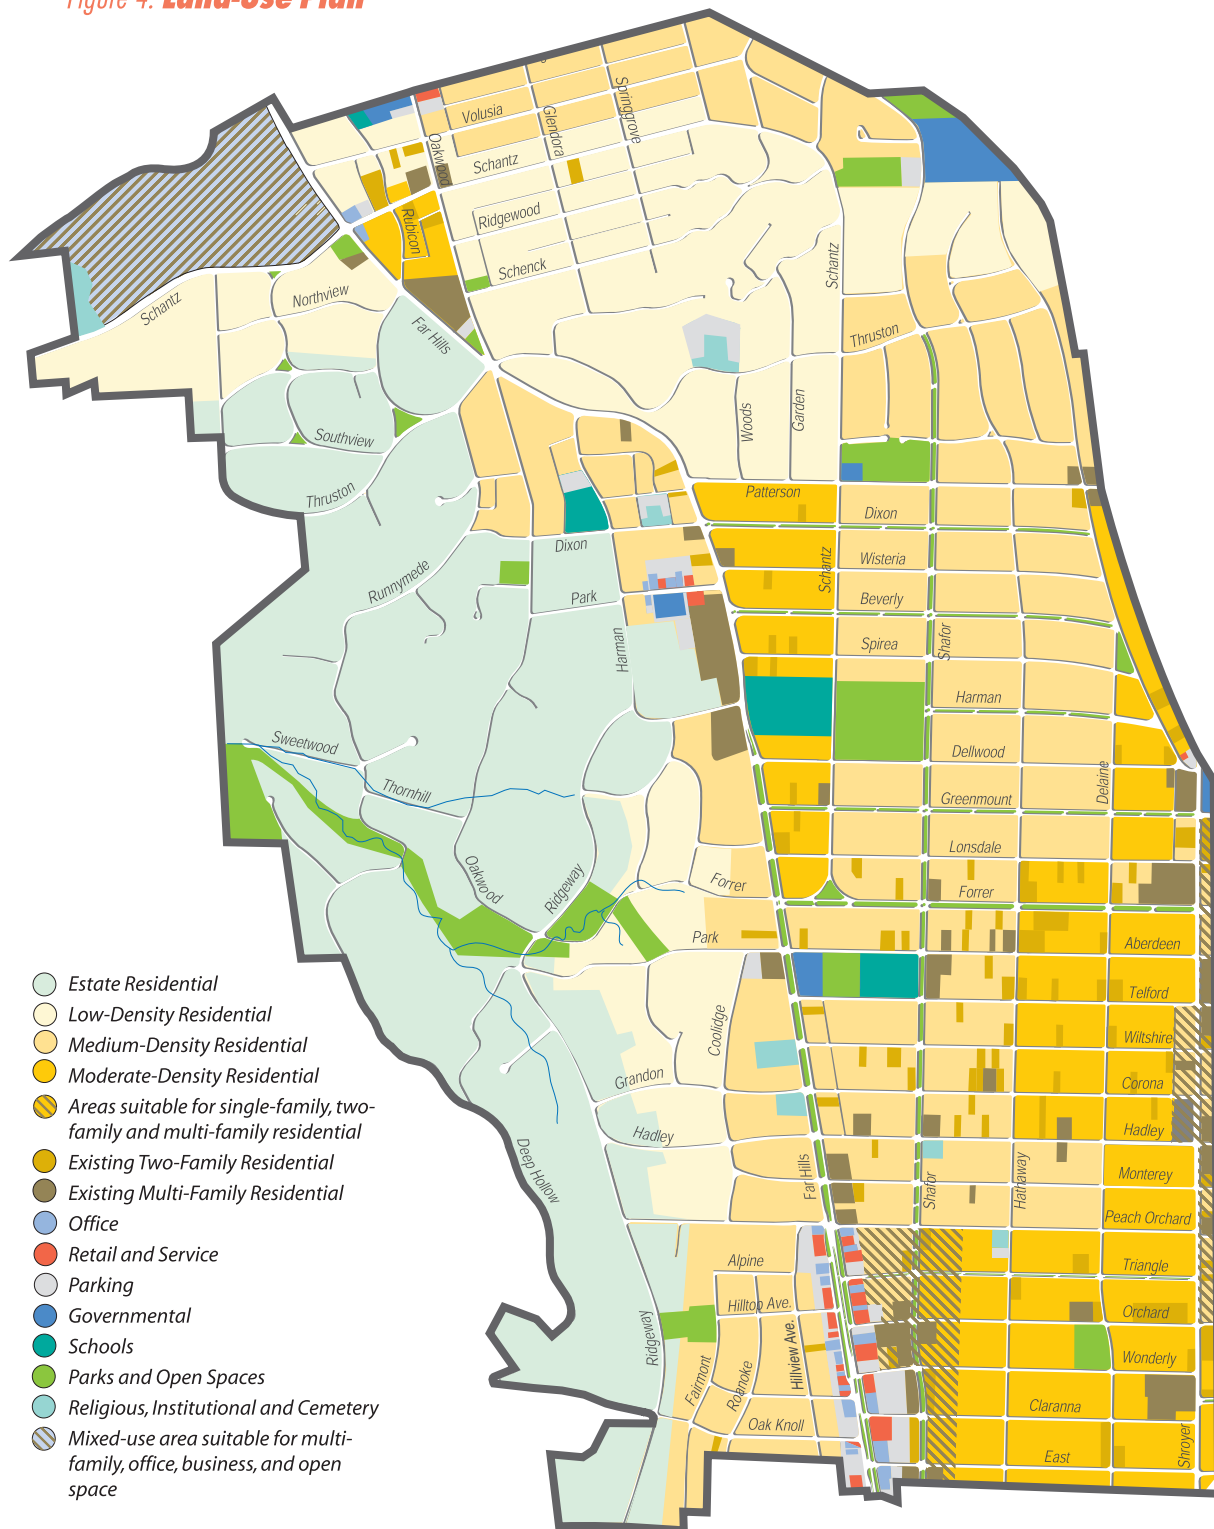 Figure 4. Land-Use Plan
Volusia
Glendora
Springgrove
Oakwood
Schantz
Ridgewood
Rubicon
Schenck
Schantz
Northview
Schantz
Far Hills
Thruston
Woods
Garden
Southview
Thruston
Patterson
Dixon
Dixon
Wisteria
Schantz
Runnymede
Park
Beverly
Harman
Spirea
Shafor
Harman
Sweetwood
Dellwood
Thornhill
Greenmount
Delaine
Lonsdale
Oakwood
Ridgeway
Forrer
Forrer
Park
Aberdeen
Telford
Coolidge
Wiltshire
Grandon
Corona
Hadley
Hadley
Deep Hollow
Far Hills
Shafor
Hathaway
Monterey
Peach Orchard
Alpine
Triangle
Hilltop Ave.
Orchard
Ridgeway
Hillview Ave.
Wonderly
Fairmont
Roanoke
Claranna
Oak Knoll
East
Shroyer
Estate Residential
Low-Density Residential
Medium-Density Residential
Moderate-Density Residential
Areas suitable for single-family, two-
family and multi-family residential
Existing Two-Family Residential
Existing Multi-Family Residential
Office
Retail and Service
Parking
Governmental
Schools
Parks and Open Spaces
Religious, Institutional and Cemetery
Mixed-use area suitable for multi-
family, office, business, and open
space